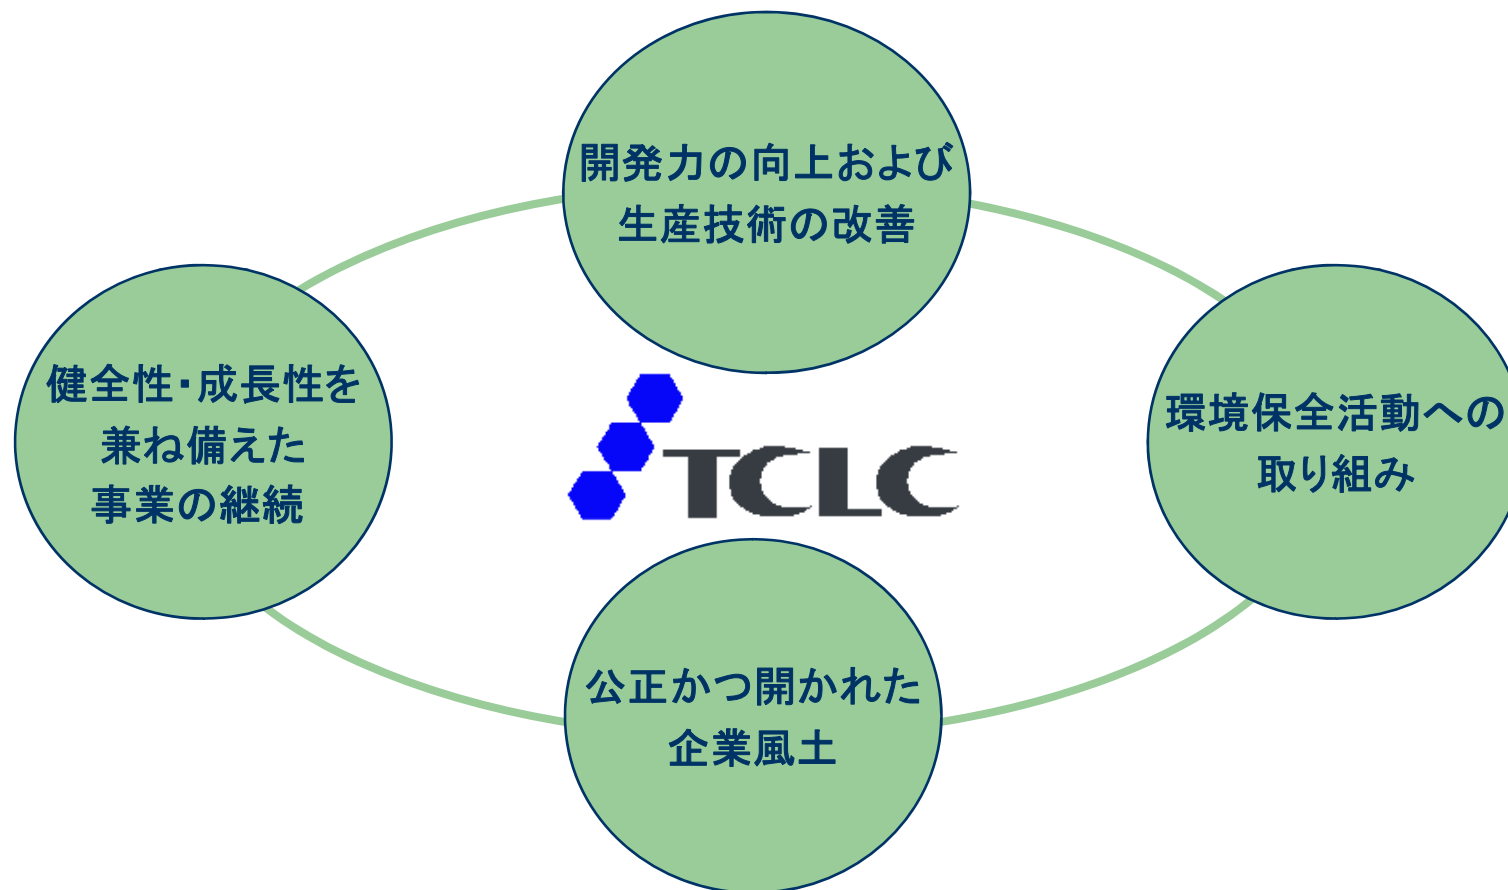 開発力の向上および
生産技術の改善
健全性・成長性を
兼ね備えた
事業の継続
TCLC
環境保全活動への
取り組み
公正かつ開かれた
企業風土